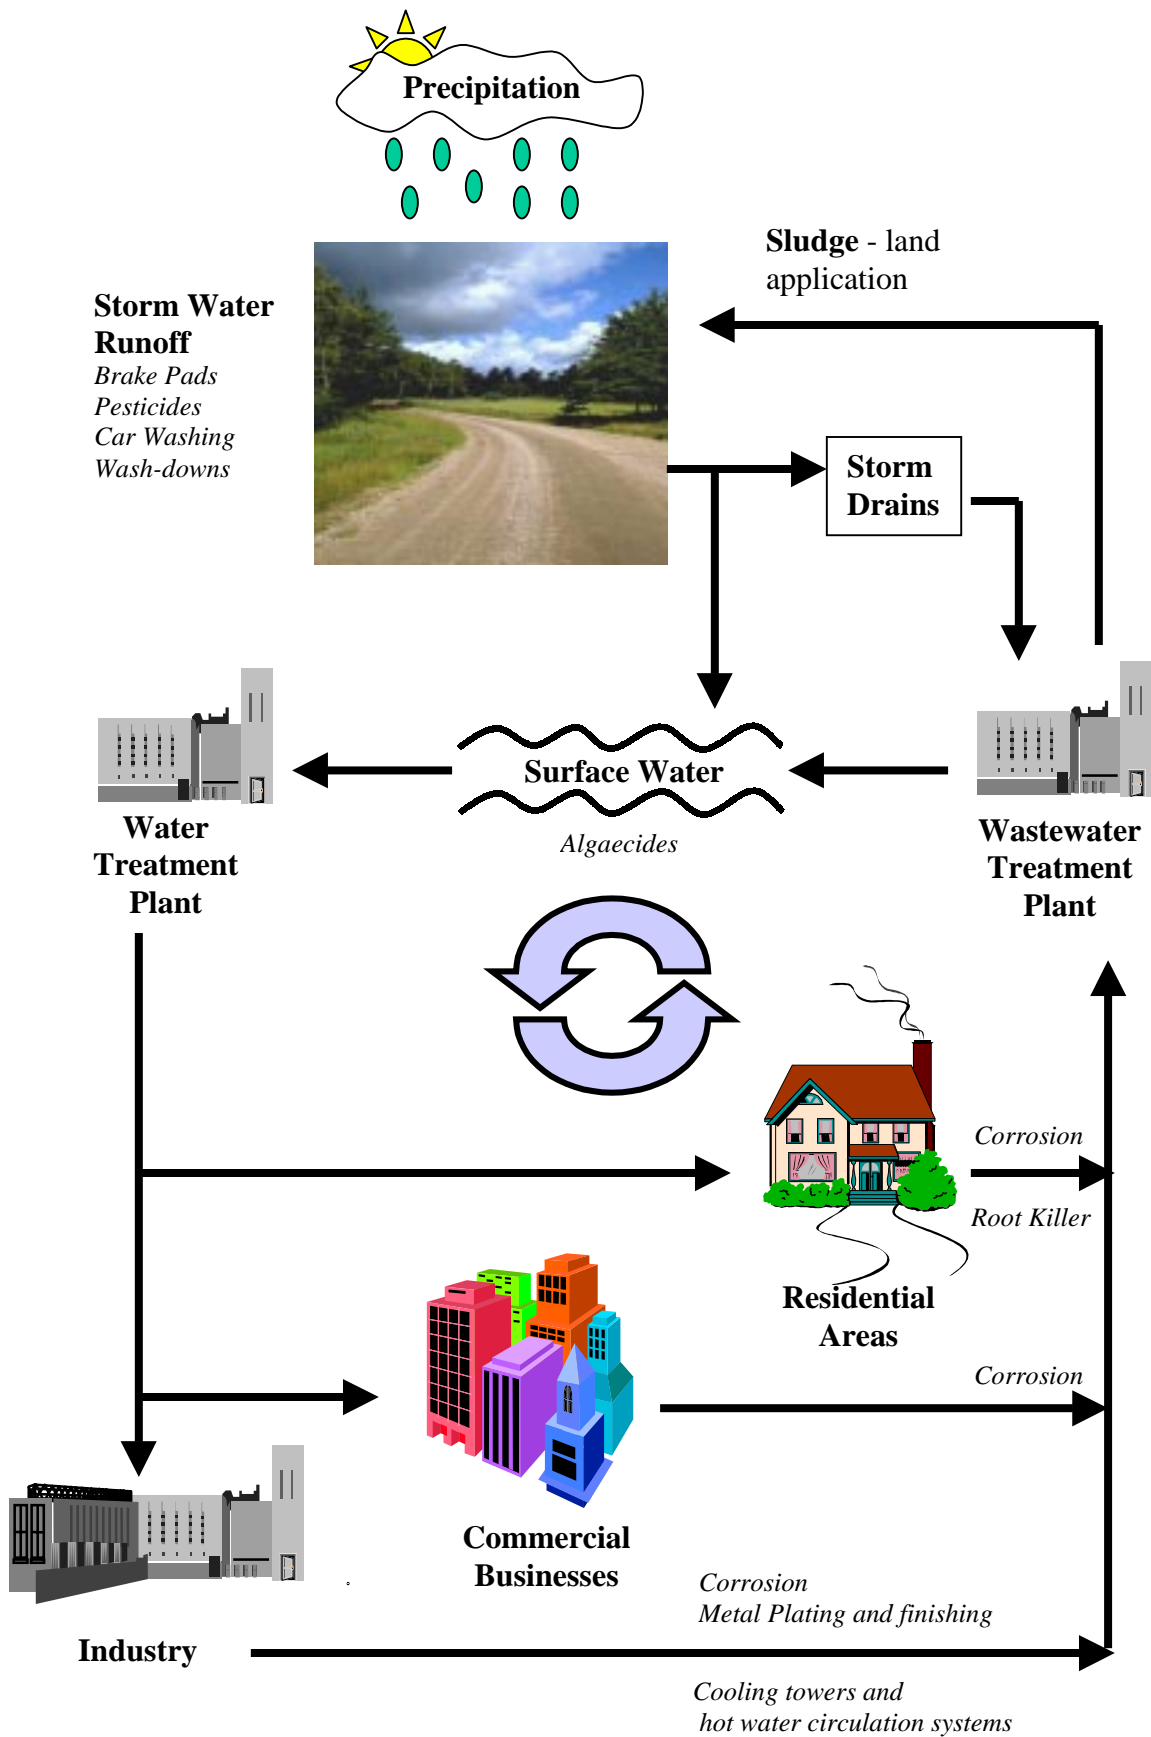 Precipitation
Sludge - land
application
Storm Water
Runoff
Brake Pads
Pesticides
Car Washing
Wash-downs
Storm
Drains
Surface Water
Algaecides
Water
Treatment
Plant
Wastewater
Treatment
Plant
Corrosion
Root Killer
Residential
Areas
Corrosion
Commercial
Businesses
Corrosion
Metal Plating and finishing
Industry
Cooling towers and
hot water circulation systems